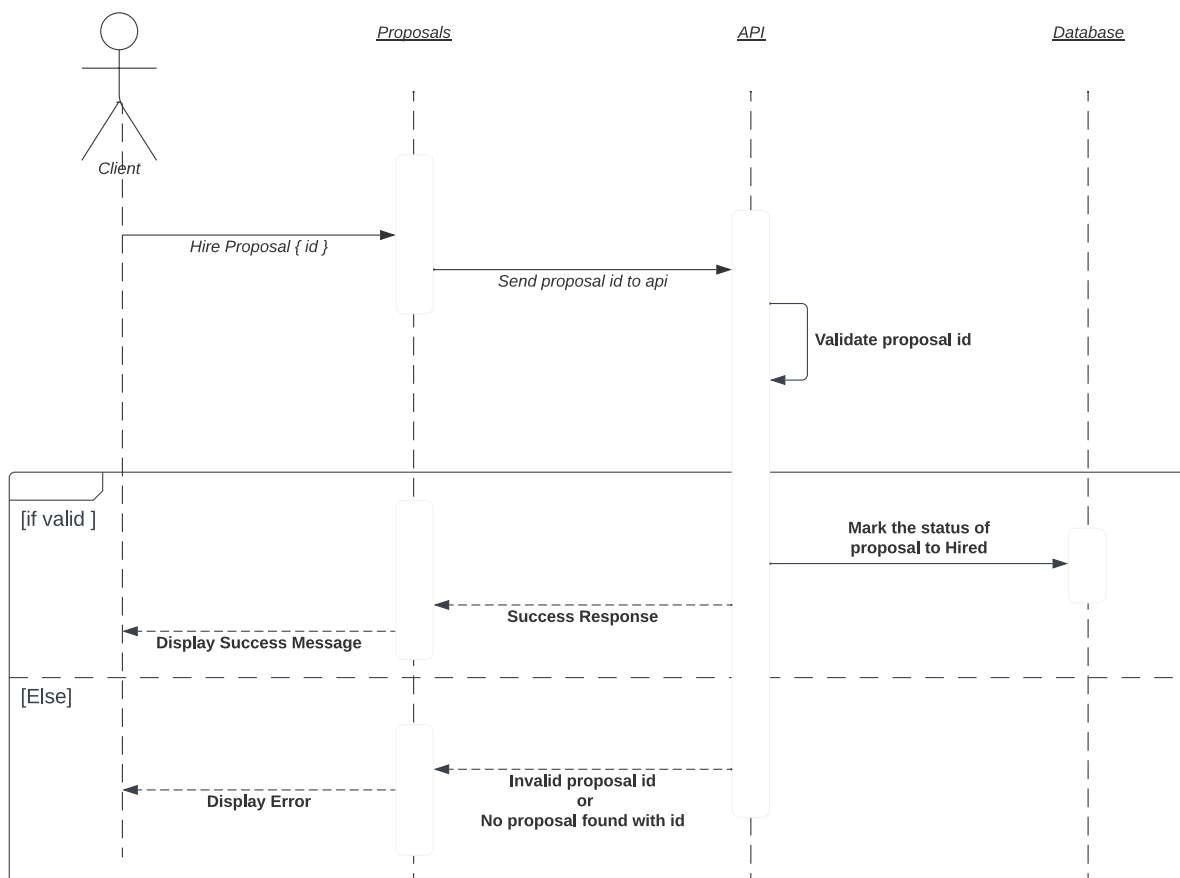 Proposals
API
Database
Client
Hire Proposal { id }
Send proposal id to api
Validate proposal id
[if valid ]
Mark the status of
proposal to Hired
Success Response
Display Success Message
[Else]
Invalid proposal id
or
No proposal found with id
Display Error